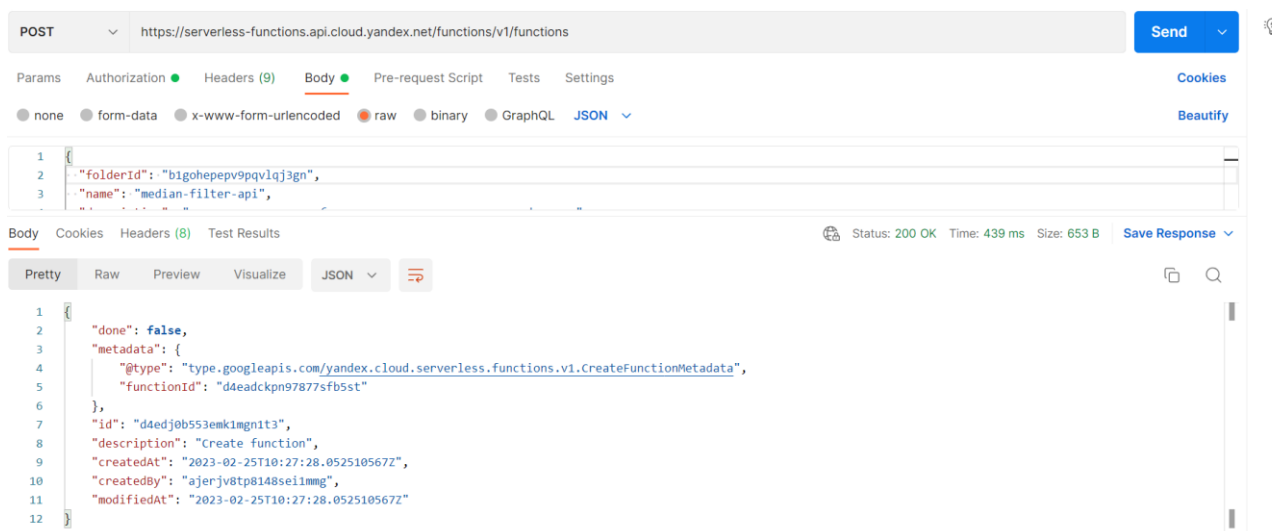 POST https://serverless-functions.api.cloud.yandex.net/functions/v1/functions Send
Params Authorization Headers (9) Body Pre-request Script Tests Settings Cookies
none form-data x-www-form-urlencoded raw binary GraphQL JSON Beautify
1 {
2 "folderId": "b1gohepepv9pqvlqj3gn",
3 "name": "median-filter-api",
Body Cookies Headers (8) Test Results Status: 200 OK Time: 439 ms Size: 653 B Save Response
Pretty Raw Preview Visualize JSON
1 {
2 "done": false,
3 "metadata": {
4 "@type": "type.googleapis.com/yandex.cloud.serverless.functions.v1.CreateFunctionMetadata",
5 "functionId": "d4eadckpn97877sfb5st"
6 },
7 "id": "d4edj0b553emk1mgn1t3",
8 "description": "Create function",
9 "createdAt": "2023-02-25T10:27:28.052510567Z",
10 "createdBy": "ajerjv8tp8148sei1mmg",
11 "modifiedAt": "2023-02-25T10:27:28.052510567Z"
12 }